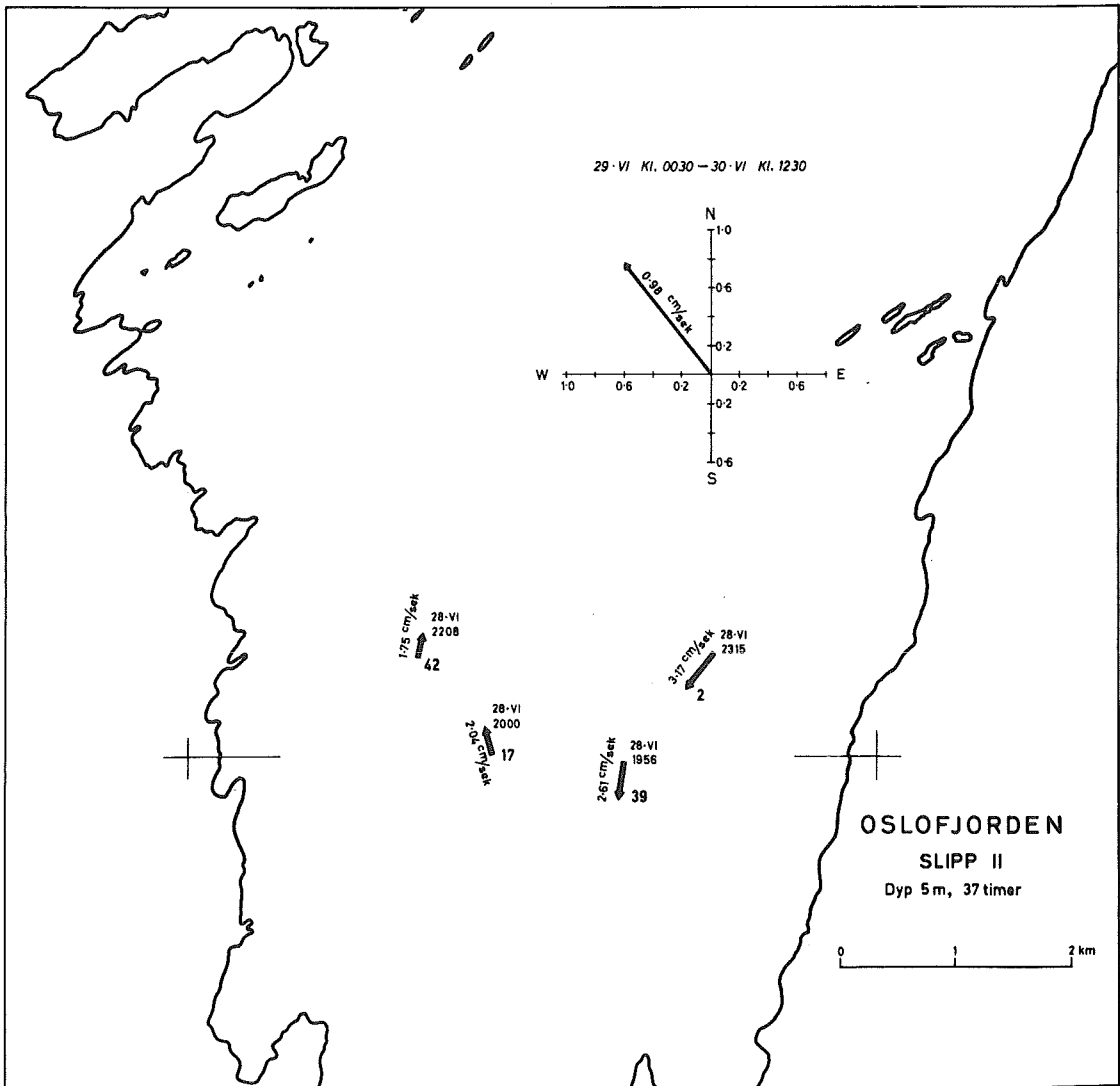 29·VI Kl. 0030 – 30·VI Kl. 1230
N
1·0
0·6
0·98 cm/sek
0·2
W
E
1·0
0·6
0·2
0·2
0·6
0·2
0·6
S
1·75 cm/sek
28·VI
2208
42
3·17 cm/sek
28·VI
2315
2
2·04 cm/sek
28·VI
2000
17
2·61 cm/sek
28·VI
1956
39
OSLOFJORDEN
SLIPP II
Dyp 5 m, 37 timer
0 1 2 km